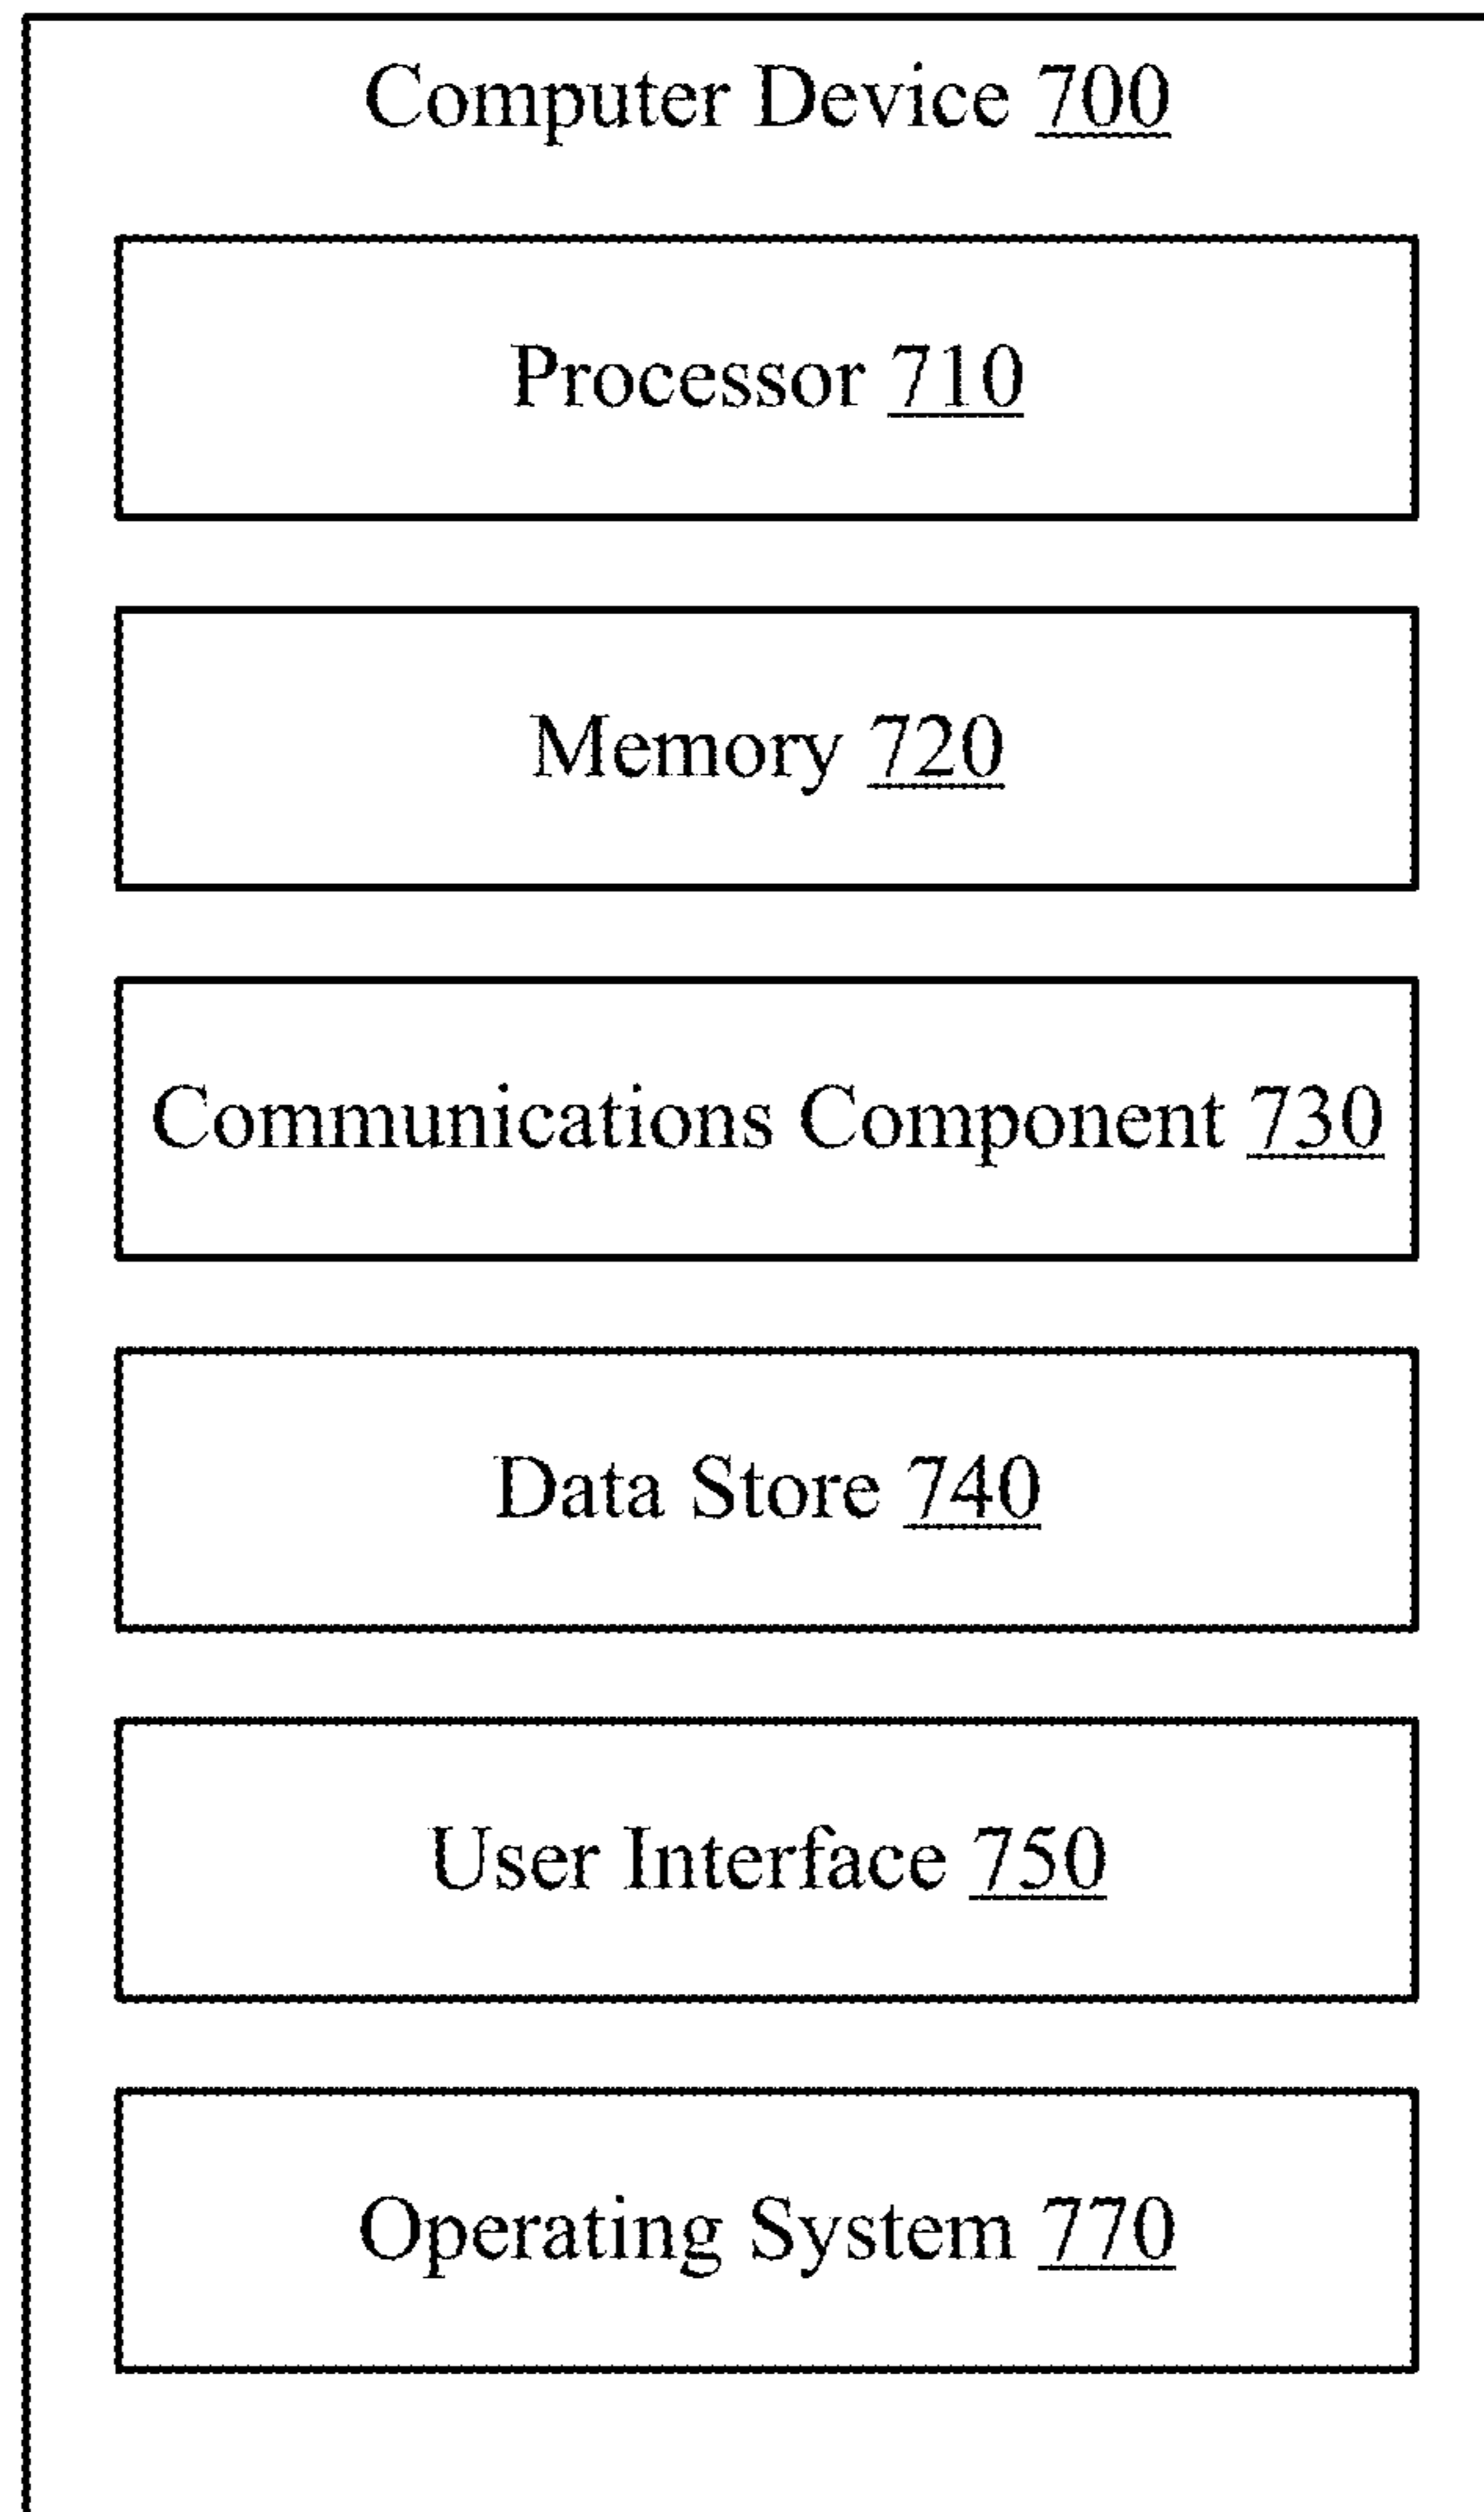 Computer Device 700
Processor 710
Memory 720
Communications Component 730
Data Store 740
User Interface 750
Operating System 770